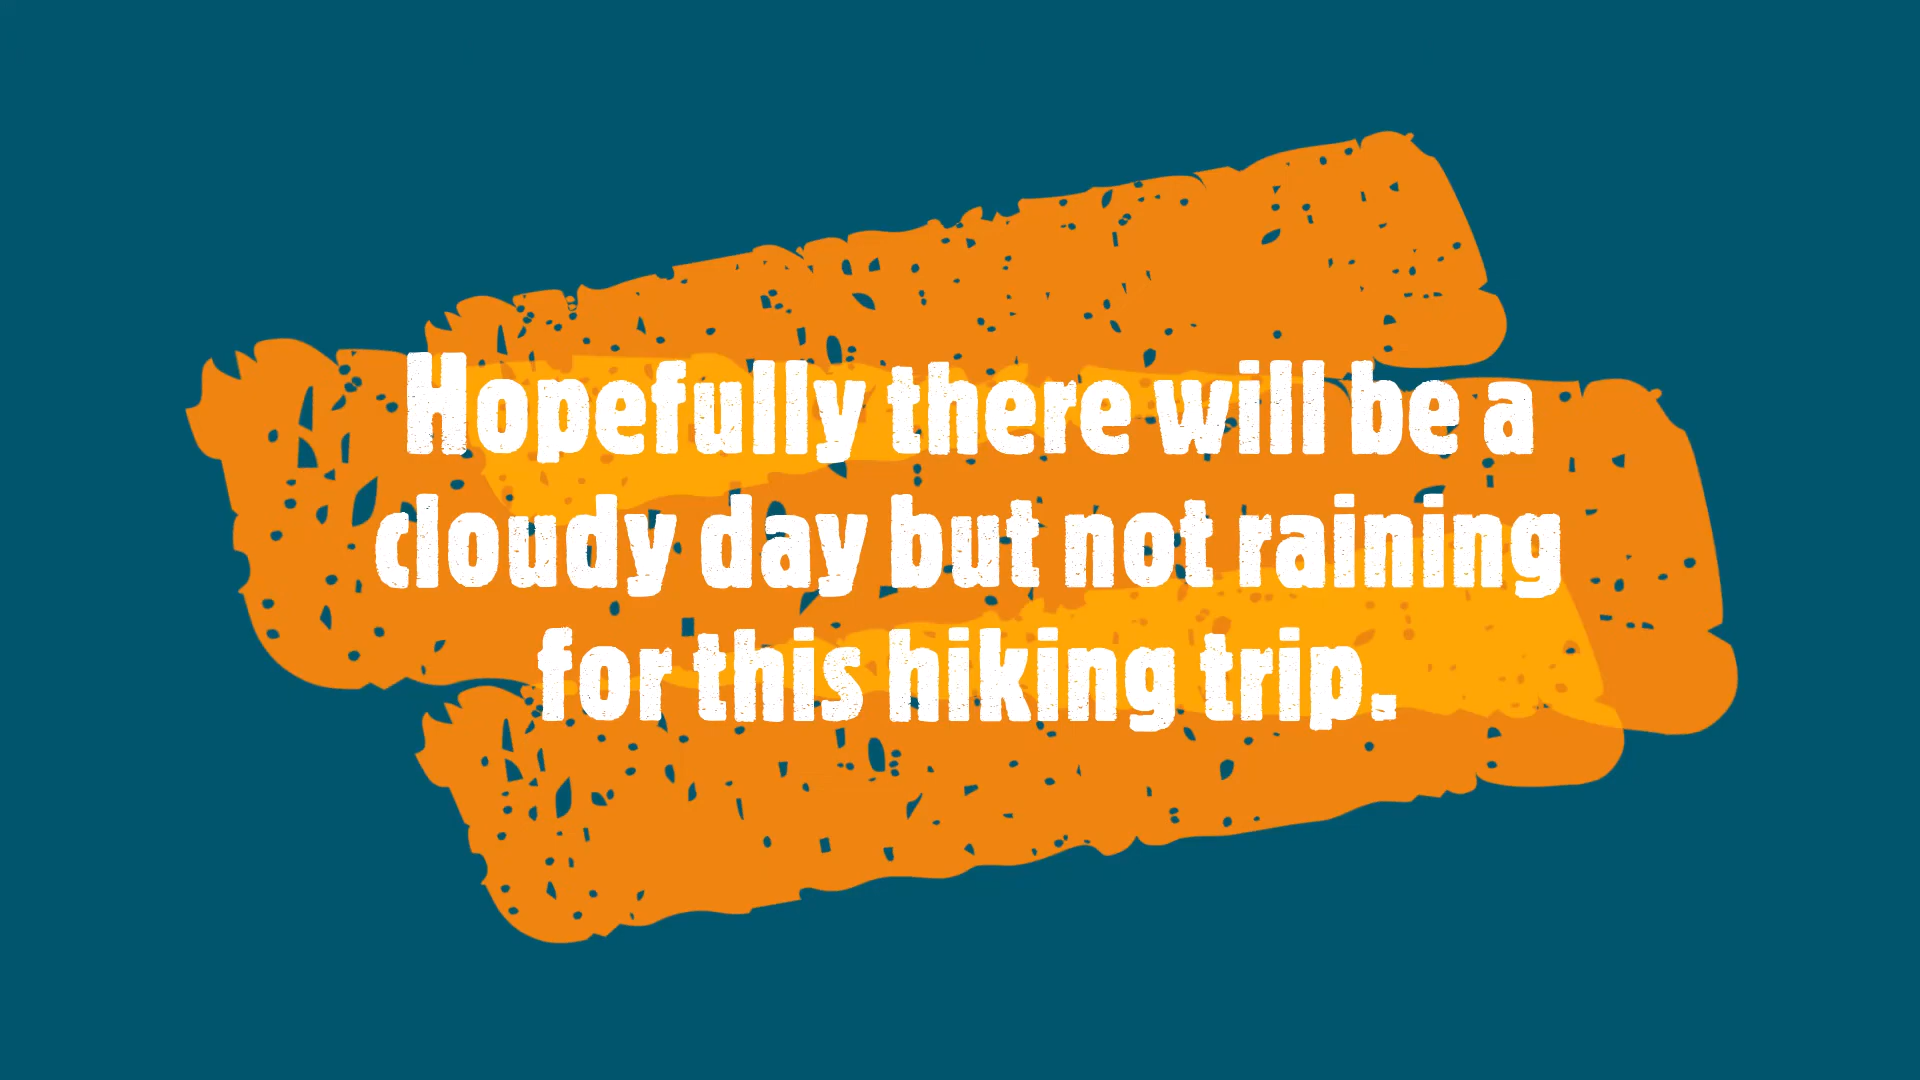 Hopefully there will be a
cloudy day but not raining
for this hiking trip.